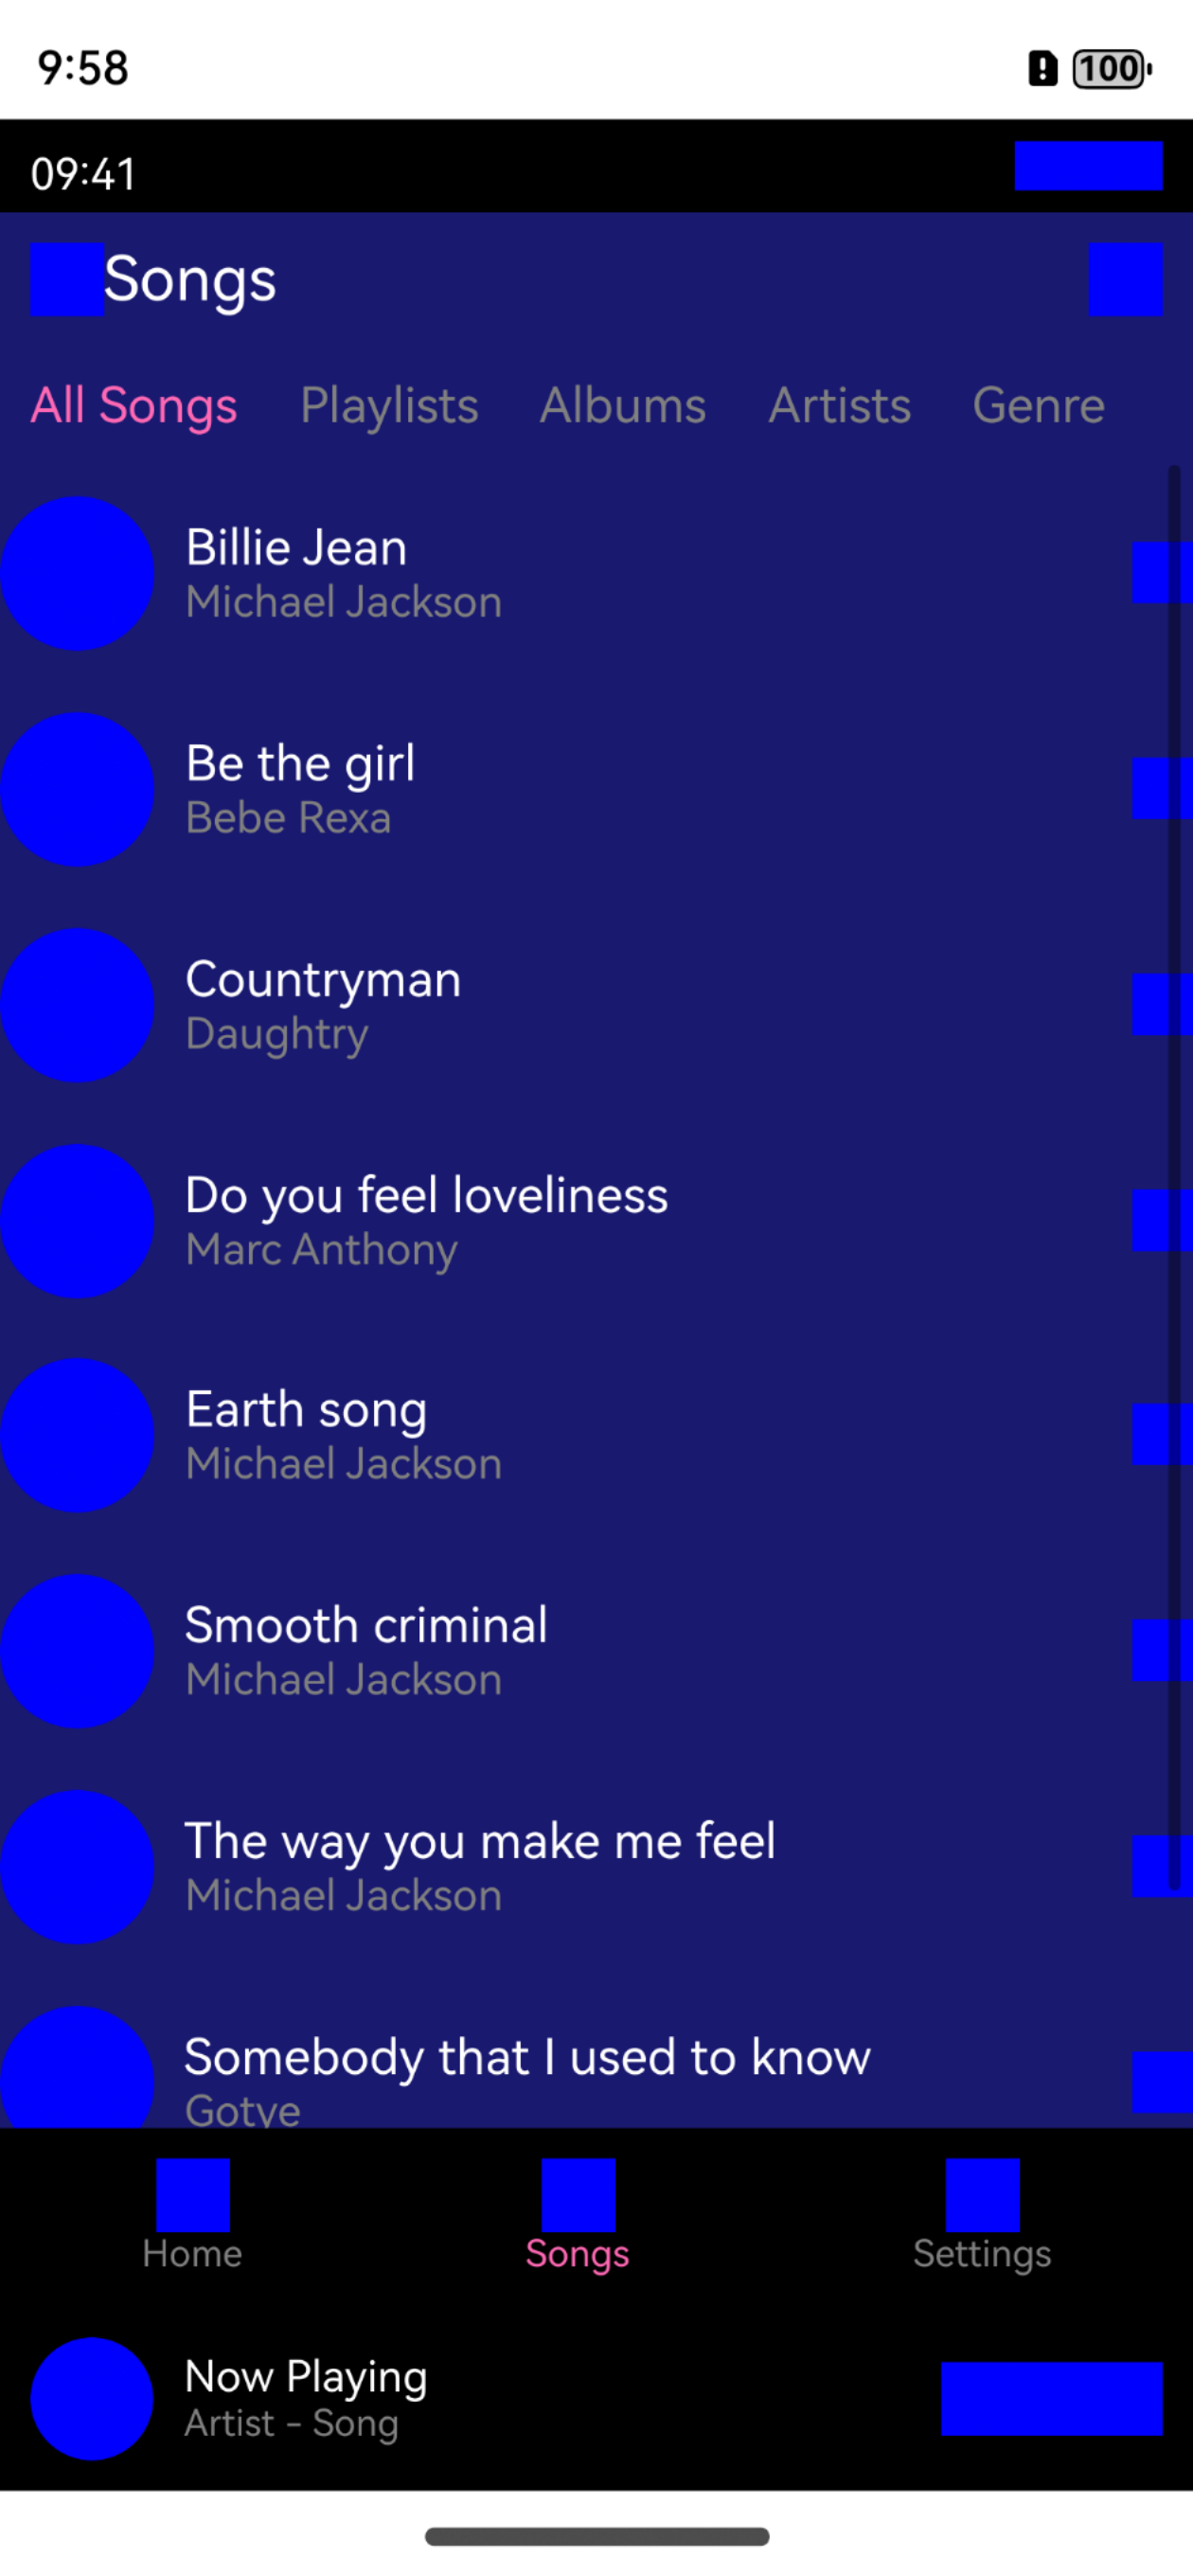 9:58
100
09:41
Songs
All Songs Playlists Albums Artists Genre
Billie Jean
Michael Jackson
Be the girl
Bebe Rexa
Countryman
Daughtry
Do you feel loveliness
Marc Anthony
Earth song
Michael Jackson
Smooth criminal
Michael Jackson
The way you make me feel
Michael Jackson
Somebody that I used to know
Gotye
Home Songs Settings
Now Playing
Artist - Song